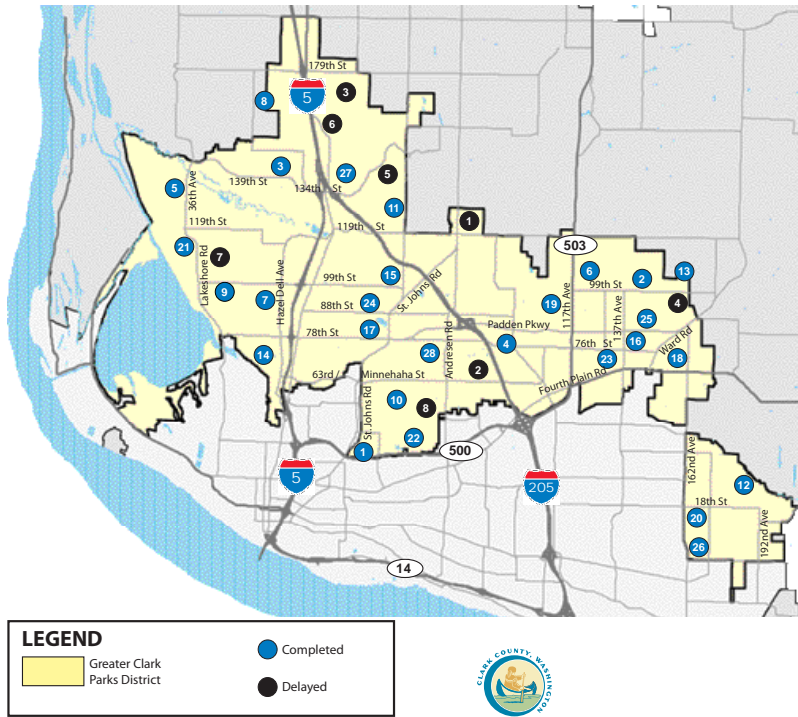 179th St
5
3
8
6
3
27
5
139th St
134th St
5
36th Ave
11
119th St
119th St
1
21
503
7
Lakeshore Rd
Hazel Dell Ave
15
99th St
St. Johns Rd
6
2
13
99th St
9
7
24
88th St
19
117th Ave
137th Ave
4
25
17
78th St
Padden Pkwy
4
76th St
16
Ward Rd
14
28
Andresen Rd
23
18
63rd /
Minnehaha St
2
Fourth Plain Rd
10
8
St. Johns Rd
22
1
500
5
205
162nd Ave
12
18th St
20
192nd Ave
26
14
LEGEND
Greater Clark
Parks District
Completed
Delayed
CLARK COUNTY, WASHINGTON